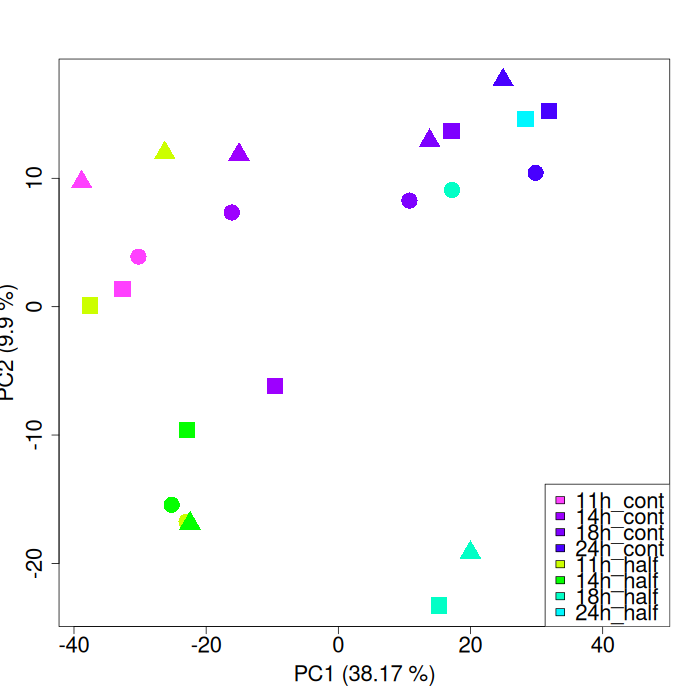 PC2 (9.9 %)
10
0
-10
-20
-40
-20
0
20
40
PC1 (38.17 %)
11h_cont
14h_cont
18h_cont
24h_cont
11h_half
14h_half
18h_half
24h_half